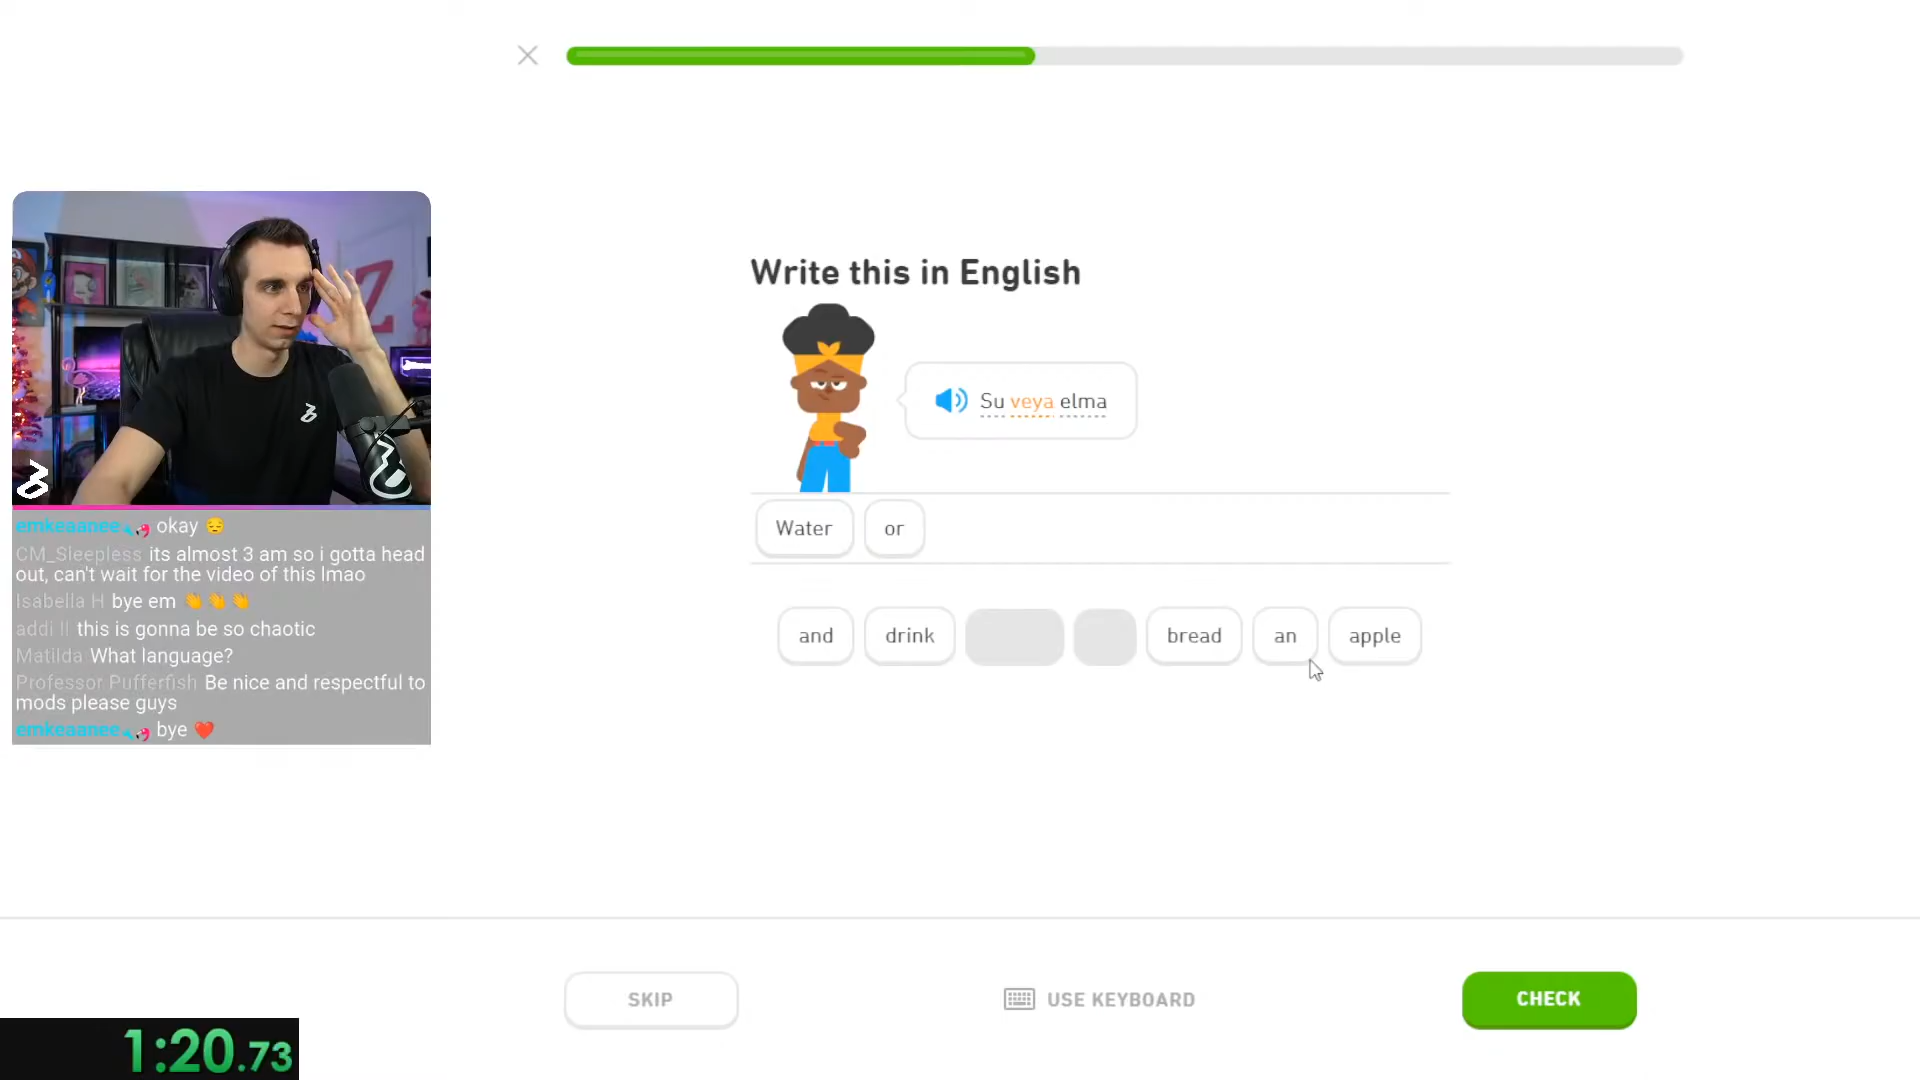 Write this in English
Su veya elma
Water or
and drink bread an apple
emkeaanee okay 😔
CM_Sleepless its almost 3 am so i gotta head
out, can't wait for the video of this lmao
Isabella H bye em 👏👏👏
addi ll this is gonna be so chaotic
Matilda What language?
Professor Pufferfish Be nice and respectful to
mods please guys
emkeaanee bye ❤️
SKIP
USE KEYBOARD
CHECK
1:20.73